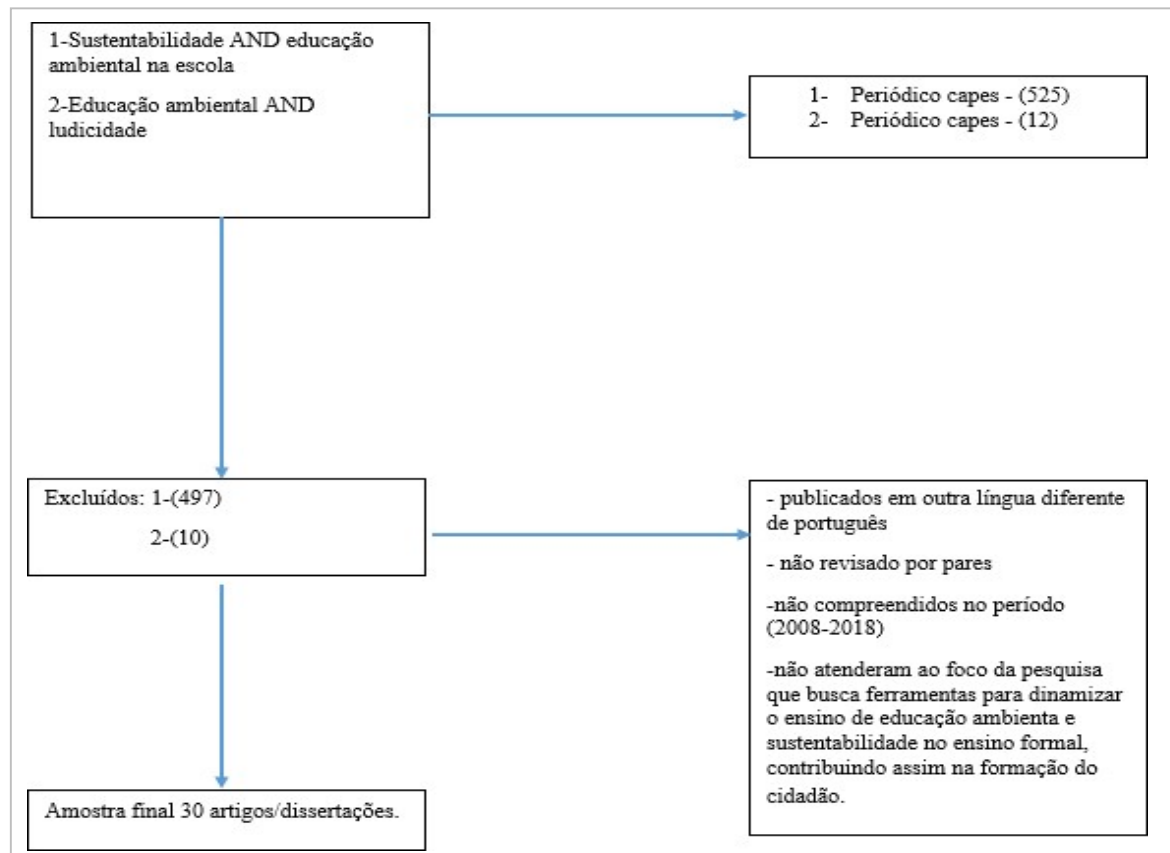 1-Sustentabilidade AND educação
ambiental na escola
2-Educação ambiental AND
ludicidade
1- Periódico capes - (525)
2- Periódico capes - (12)
Excluídos: 1-(497)
2-(10)
- publicados em outra língua diferente
de português
- não revisado por pares
-não compreendidos no período
(2008-2018)
-não atenderam ao foco da pesquisa
que busca ferramentas para dinamizar
o ensino de educação ambienta e
sustentabilidade no ensino formal,
contribuindo assim na formação do
cidadão.
Amostra final 30 artigos/dissertações.